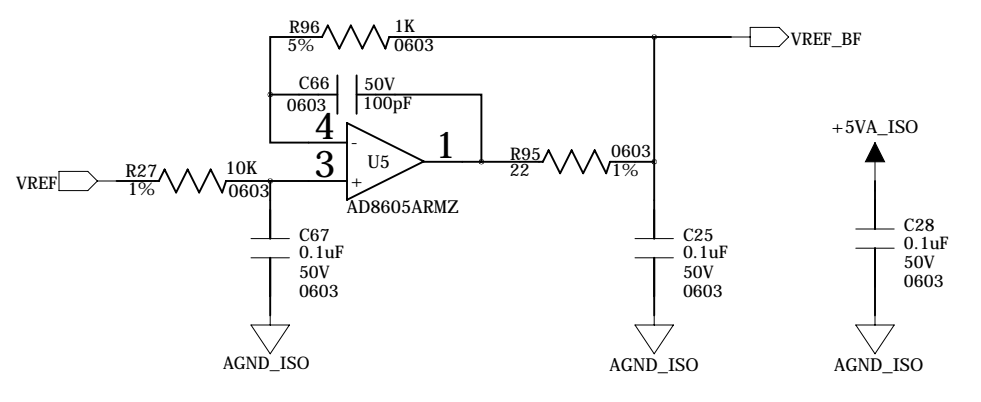 R96 1K
5% 0603
VREF_BF
C66 50V
0603 100pF
4
3
1
-
+
U5
AD8605ARMZ
VREF
R27 10K
1% 0603
R95 0603
22 1%
+5VA_ISO
C67
0.1uF
50V
0603
AGND_ISO
C25
0.1uF
50V
0603
AGND_ISO
C28
0.1uF
50V
0603
AGND_ISO